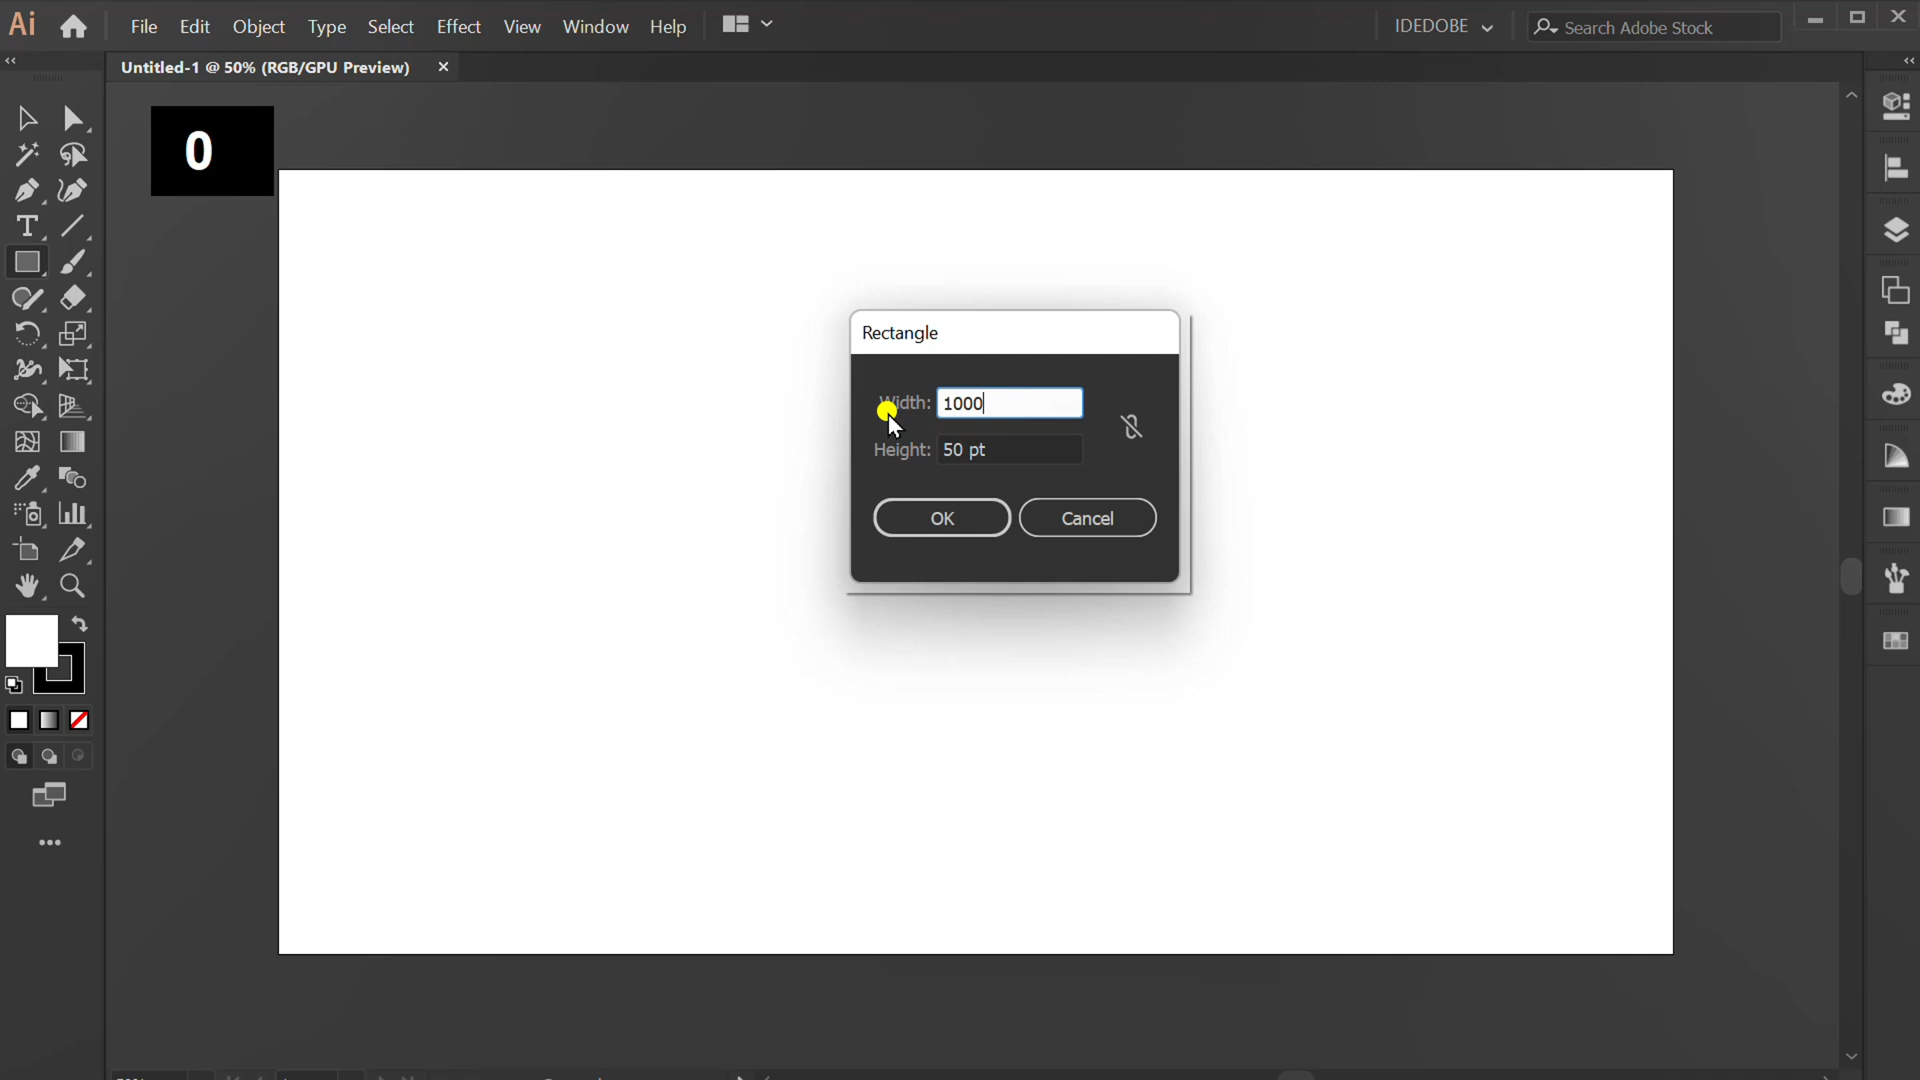 Ai File Edit Object Type Select Effect View Window Help IDEDOBE Search Adobe Stock
Untitled-1 @ 50% (RGB/GPU Preview)
0
Rectangle
Width: 1000
Height: 50 pt
OK Cancel